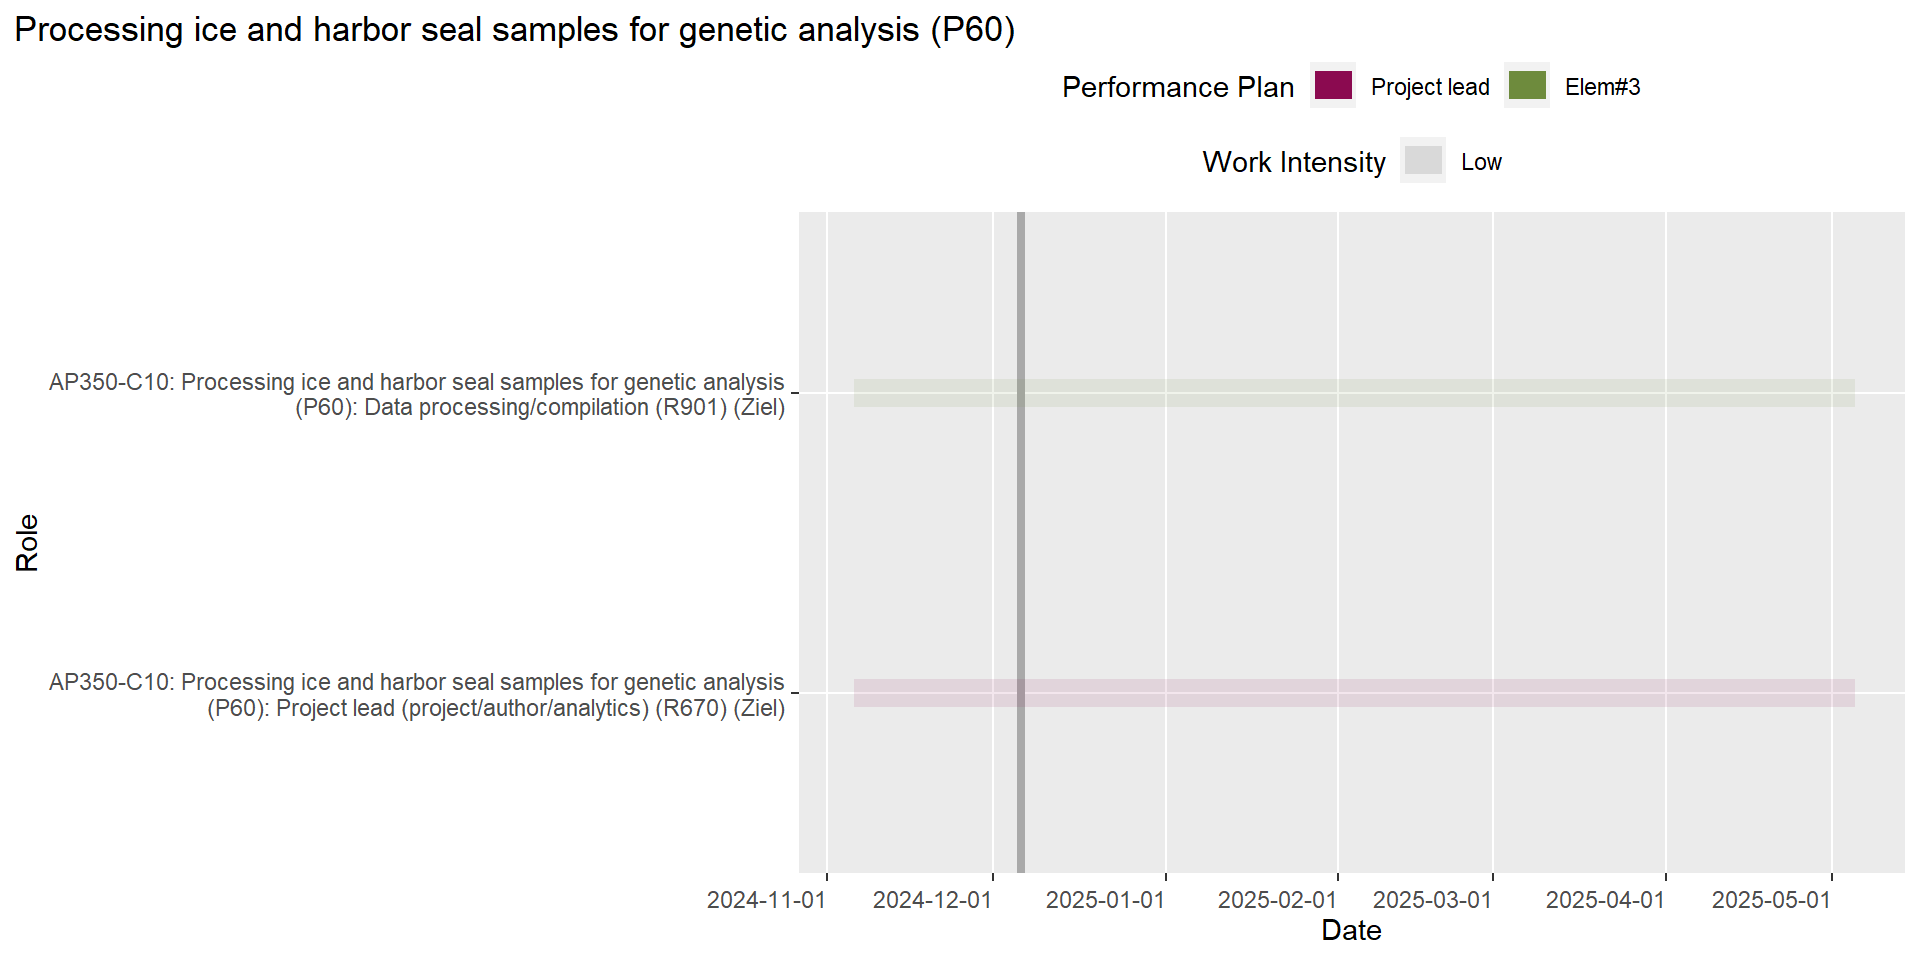 Processing ice and harbor seal samples for genetic analysis (P60)
Performance Plan Project lead Elem#3
Work Intensity Low
AP350-C10: Processing ice and harbor seal samples for genetic analysis
(P60): Data processing/compilation (R901) (Ziel)
Role
AP350-C10: Processing ice and harbor seal samples for genetic analysis
(P60): Project lead (project/author/analytics) (R670) (Ziel)
2024-11-01 2024-12-01 2025-01-01 2025-02-01 2025-03-01 2025-04-01 2025-05-01
Date